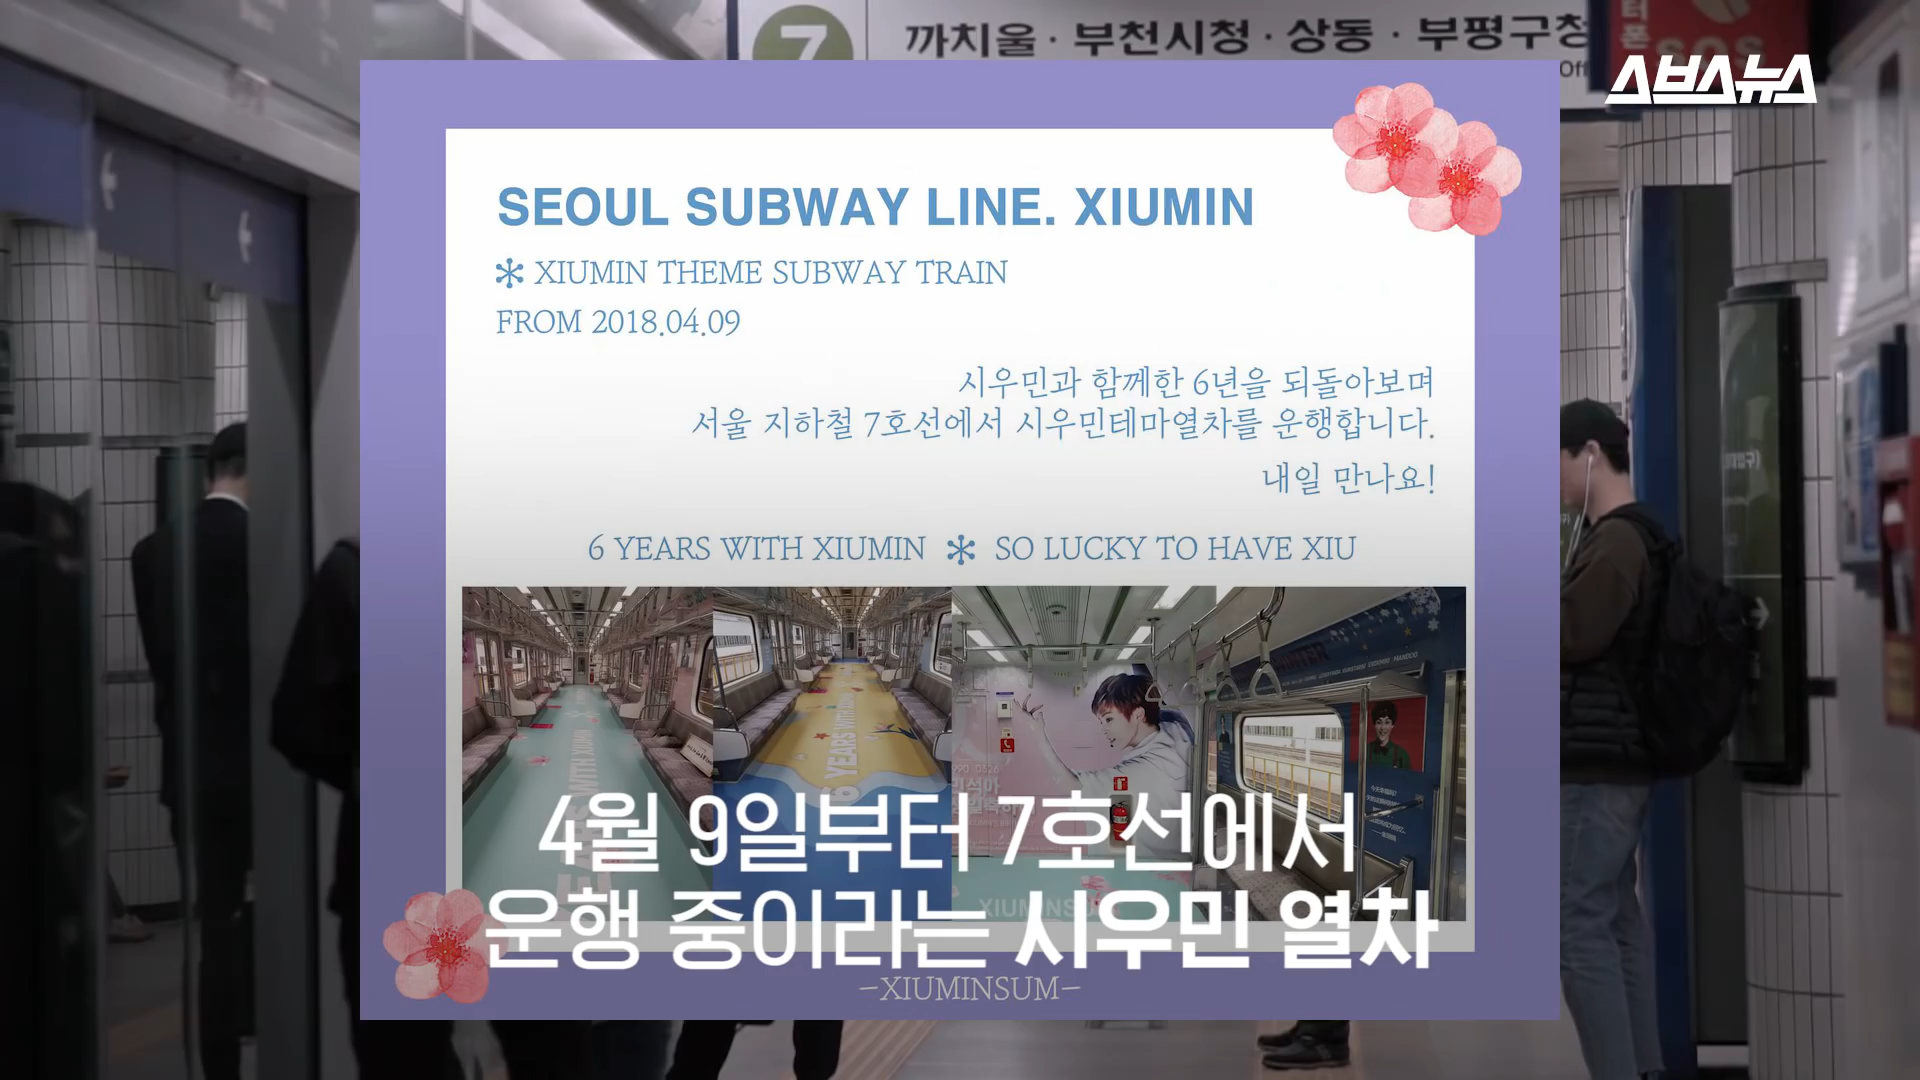 7
까치울 · 부천시청 · 상동 · 부평구청
스브스뉴스
SEOUL SUBWAY LINE. XIUMIN
XIUMIN THEME SUBWAY TRAIN
FROM 2018.04.09
시우민과 함께한 6년을 되돌아보며
서울 지하철 7호선에서 시우민테마열차를 운행합니다.
내일 만나요!
6 YEARS WITH XIUMIN
SO LUCKY TO HAVE XIU
6 YEARS WITH
4월 9일부터 7호선에서
운행 중이라는 시우민 열차
-XIUMINSUM-